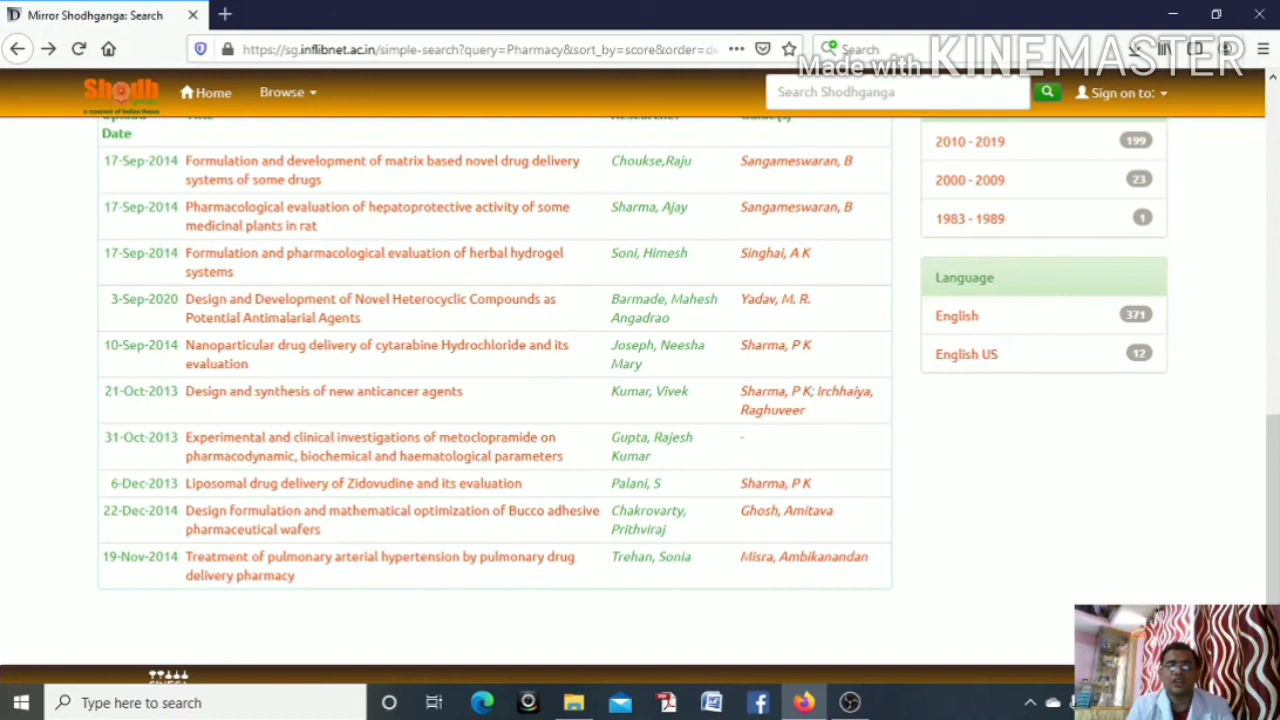 Mirror Shodhganga: Search
https://sg.inflibnet.ac.in/simple-search?query=Pharmacy&sort_by=score&order=de
Search
Made with KINEMASTER
Shodh
a reservoir of Indian theses
Home
Browse
Search Shodhganga
Sign on to:
Upload Date
Title
Researcher
Guide(s)
17-Sep-2014 Formulation and development of matrix based novel drug delivery Choukse,Raju Sangameswaran, B
systems of some drugs
17-Sep-2014 Pharmacological evaluation of hepatoprotective activity of some Sharma, Ajay Sangameswaran, B
medicinal plants in rat
17-Sep-2014 Formulation and pharmacological evaluation of herbal hydrogel Soni, Himesh Singhai, A K
systems
3-Sep-2020 Design and Development of Novel Heterocyclic Compounds as Barmade, Mahesh Yadav, M. R.
Potential Antimalarial Agents Angadrao
10-Sep-2014 Nanoparticular drug delivery of cytarabine Hydrochloride and its Joseph, Neesha Sharma, P K
evaluation Mary
21-Oct-2013 Design and synthesis of new anticancer agents Kumar, Vivek Sharma, P K; Irchhaiya,
Raghuveer
31-Oct-2013 Experimental and clinical investigations of metoclopramide on Gupta, Rajesh -
pharmacodynamic, biochemical and haematological parameters Kumar
6-Dec-2013 Liposomal drug delivery of Zidovudine and its evaluation Palani, S Sharma, P K
22-Dec-2014 Design formulation and mathematical optimization of Bucco adhesive Chakrovarty, Ghosh, Amitava
pharmaceutical wafers Prithviraj
19-Nov-2014 Treatment of pulmonary arterial hypertension by pulmonary drug Trehan, Sonia Misra, Ambikanandan
delivery pharmacy
2010 - 2019 199
2000 - 2009 23
1983 - 1989 1
Language
English 371
English US 12
Type here to search